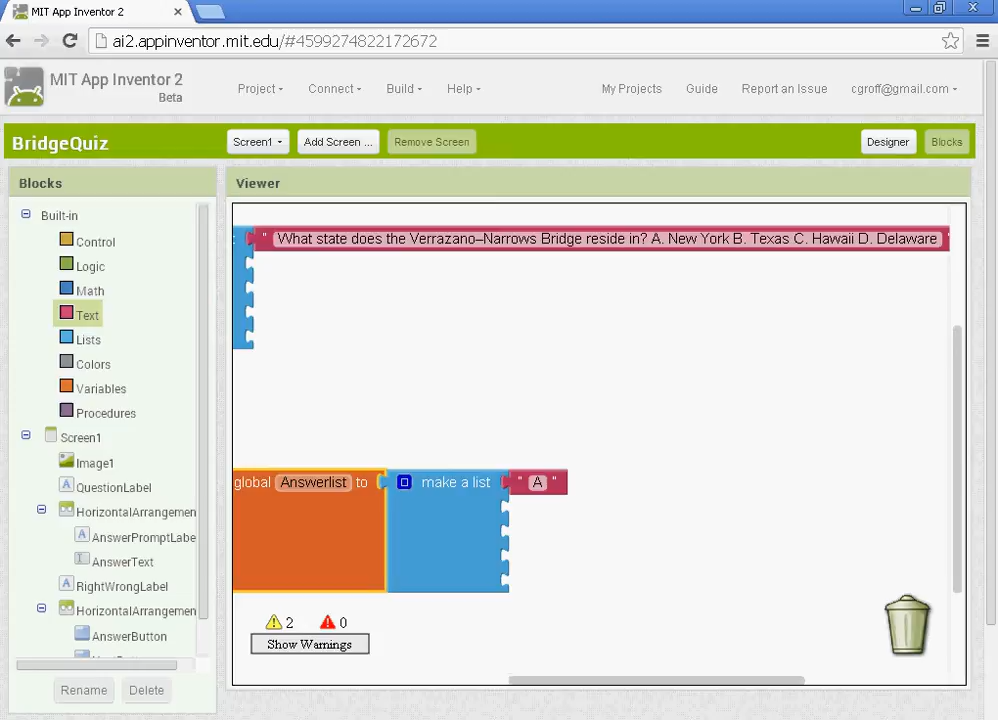 MIT App Inventor 2
ai2.appinventor.mit.edu/#4599274822172672
MIT App Inventor 2
Beta
Project Connect Build Help My Projects Guide Report an Issue cgroff@gmail.com
BridgeQuiz Screen1 Add Screen ... Remove Screen Designer Blocks
Blocks
Viewer
Built-in
Control
Logic
Math
Text
Lists
Colors
Variables
Procedures
Screen1
Image1
QuestionLabel
HorizontalArrangemen
AnswerPromptLabe
AnswerText
RightWrongLabel
HorizontalArrangemen
AnswerButton
Rename Delete
" What state does the Verrazano–Narrows Bridge reside in? A. New York B. Texas C. Hawaii D. Delaware "
global Answerlist to make a list " A "
2 0
Show Warnings